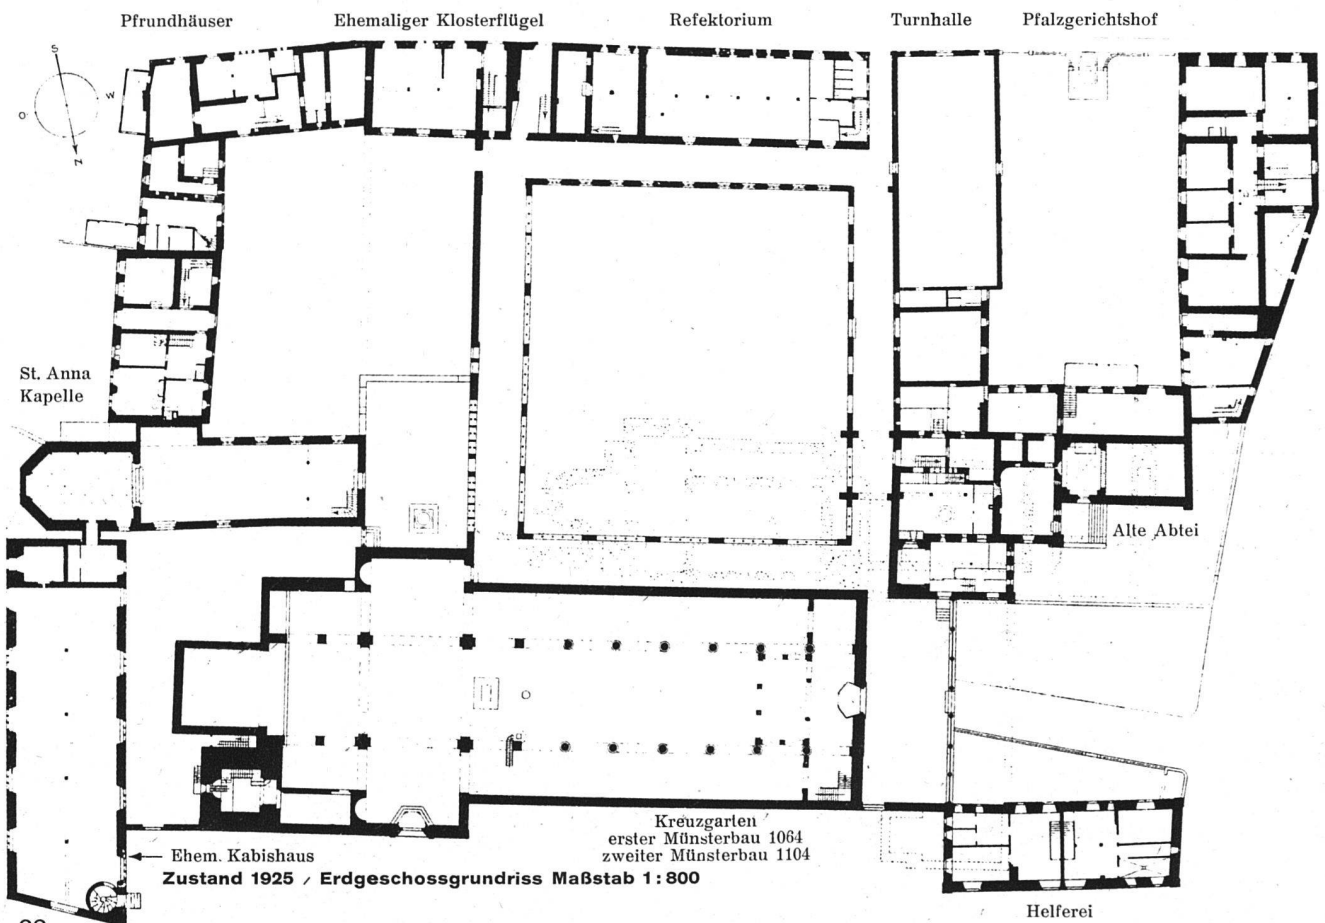 Pfrundhäuser
Ehemaliger Klosterflügel
Refektorium
Turnhalle
Pfalzgerichtshof
S
W
O
N
St. Anna
Kapelle
Alte Abtei
Kreuzgarten
erster Münsterbau 1064
zweiter Münsterbau 1104
Ehem. Kabishaus
Zustand 1925 / Erdgeschossgrundriss Maßstab 1:800
Helferei